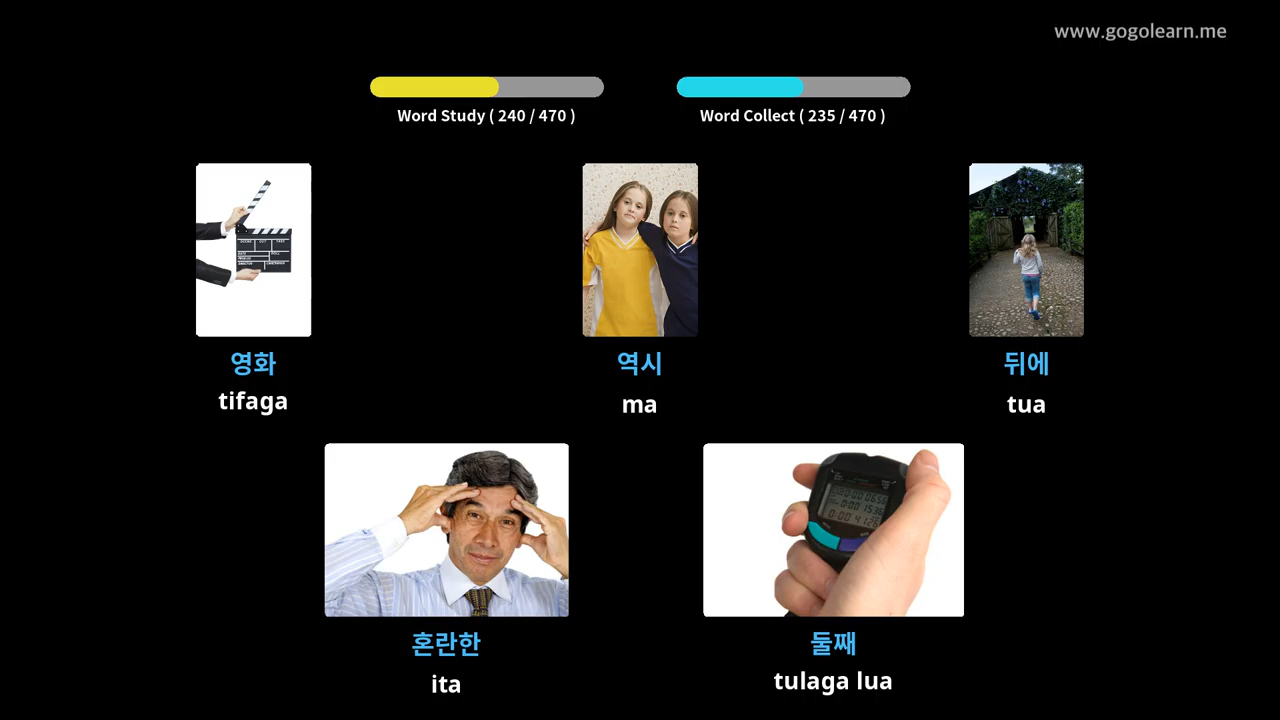 www.gogolearn.me
Word Study ( 240 / 470 )
Word Collect ( 235 / 470 )
영화
tifaga
역시
ma
뒤에
tua
혼란한
ita
둘째
tulaga lua